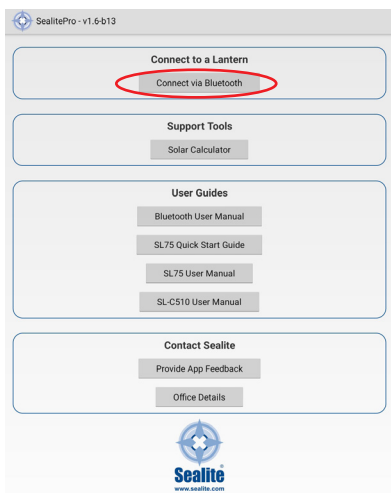 SealitePro - v1.6-b13
Connect to a Lantern
Connect via Bluetooth
Support Tools
Solar Calculator
User Guides
Bluetooth User Manual
SL75 Quick Start Guide
SL75 User Manual
SL-C510 User Manual
Contact Sealite
Provide App Feedback
Office Details
Sealite
www.sealite.com